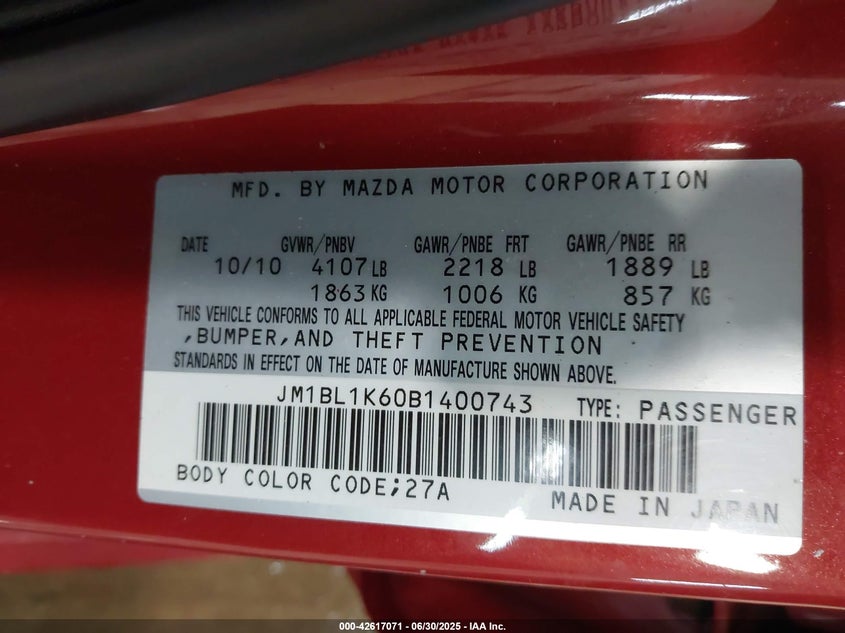 MFD. BY MAZDA MOTOR CORPORATION
DATE GVWR/PNBV GAWR/PNBE FRT GAWR/PNBE RR
10/10 4107 LB 2218 LB 1889 LB
1863 KG 1006 KG 857 KG
THIS VEHICLE CONFORMS TO ALL APPLICABLE FEDERAL MOTOR VEHICLE SAFETY
,BUMPER,AND THEFT PREVENTION
STANDARDS IN EFFECT ON THE DATE OF MANUFACTURE SHOWN ABOVE.
JM1BL1K60B1400743 TYPE: PASSENGER
BODY COLOR CODE;27A
MADE IN JAPAN
000-42617071 - 06/30/2025 - IAA Inc.